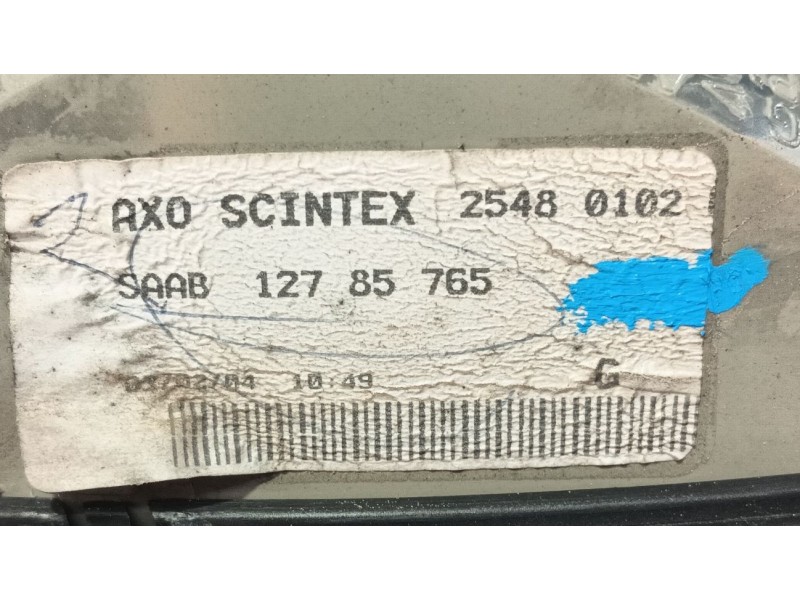 AXO SCINTEX 2548 0102
SAAB 127 85 765
10:49 G